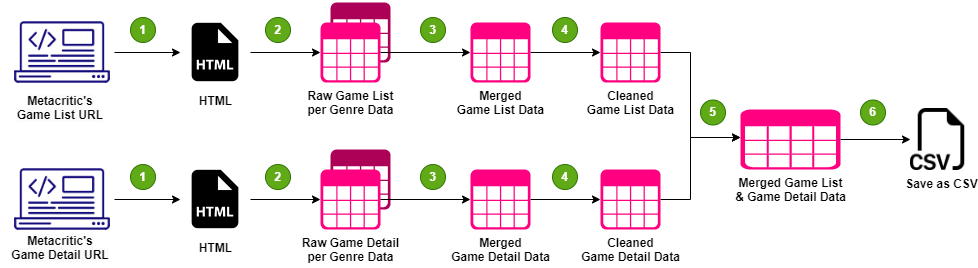 1
2
3
4
HTML
Metacritic's
Game List URL
HTML
Raw Game List
per Genre Data
Merged
Game List Data
Cleaned
Game List Data
5
6
CSV
Merged Game List
& Game Detail Data
Save as CSV
1
2
3
4
HTML
Metacritic's
Game Detail URL
HTML
Raw Game Detail
per Genre Data
Merged
Game Detail Data
Cleaned
Game Detail Data